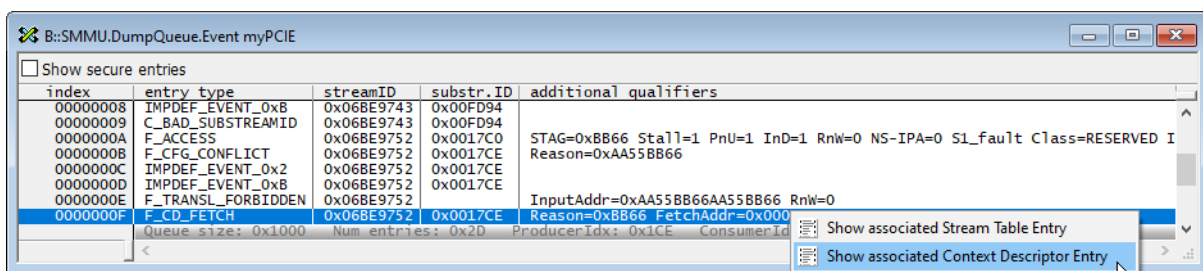 B::SMMU.DumpQueue.Event myPCIE
Show secure entries
index entry type streamID substr.ID additional qualifiers
00000008 IMPDEF_EVENT_0xB 0x06BE9743 0x00FD94
00000009 C_BAD_SUBSTREAMID 0x06BE9743 0x00FD94
0000000A F_ACCESS 0x06BE9752 0x0017C0 STAG=0xBB66 Stall=1 PnU=1 InD=1 RnW=0 NS-IPA=0 S1_fault Class=RESERVED I
0000000B F_CFG_CONFLICT 0x06BE9752 0x0017CE Reason=0xAA55BB66
0000000C IMPDEF_EVENT_0x2 0x06BE9752 0x0017CE
0000000D IMPDEF_EVENT_0xB 0x06BE9752 0x0017CE
0000000E F_TRANSL_FORBIDDEN 0x06BE9752 InputAddr=0xAA55BB66AA55BB66 RnW=0
0000000F F_CD_FETCH 0x06BE9752 0x0017CE Reason=0xBB66 FetchAddr=0x000
Queue size: 0x1000 Num entries: 0x2D ProducerIdx: 0x1CE ConsumerId
Show associated Stream Table Entry
Show associated Context Descriptor Entry